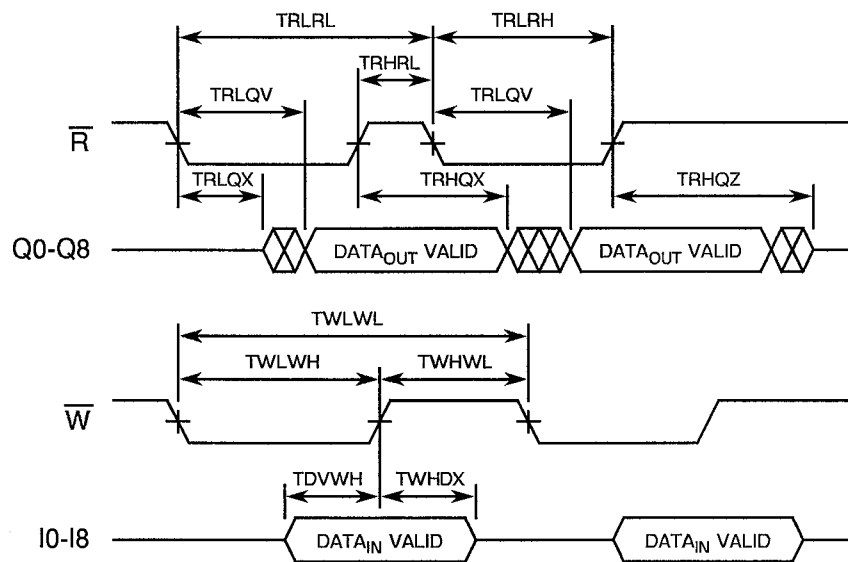 TRLRL TRLRH
TRHRL
TRLQV TRLQV
R̅
TRLQX TRHQX TRHQZ
Q0-Q8 DATAOUT VALID DATAOUT VALID
TWLWL
TWLWH TWHWL
W̅
TDVWH TWHDX
I0-I8 DATAIN VALID DATAIN VALID